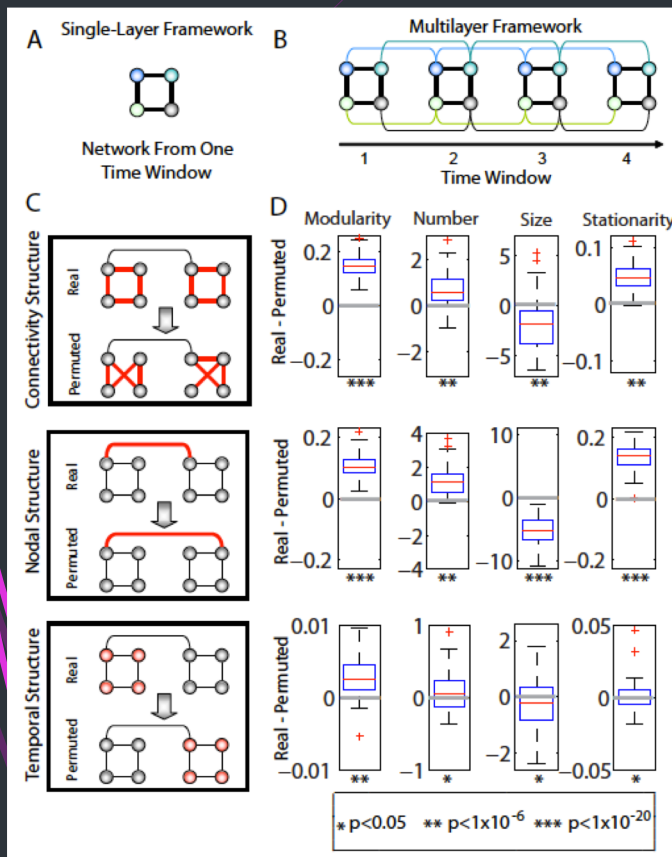 A
Single-Layer Framework
Network From One
Time Window
B
Multilayer Framework
1 2 3 4
Time Window
C
Connectivity Structure
Real
Permuted
Nodal Structure
Real
Permuted
Temporal Structure
Real
Permuted
D
Modularity Number Size Stationarity
Real - Permuted
0.2
0
-0.2
***
2
0
-2
**
5
0
-5
**
0.1
0
-0.1
**
Real - Permuted
0.2
0
-0.2
***
4
2
0
-2
-4
**
10
0
-10
***
0.2
0
-0.2
***
Real - Permuted
0.01
0
-0.01
**
1
0
-1
*
2
0
-2
*
0.05
0
-0.05
*
* p<0.05 ** p<1x10⁻⁶ *** p<1x10⁻²⁰